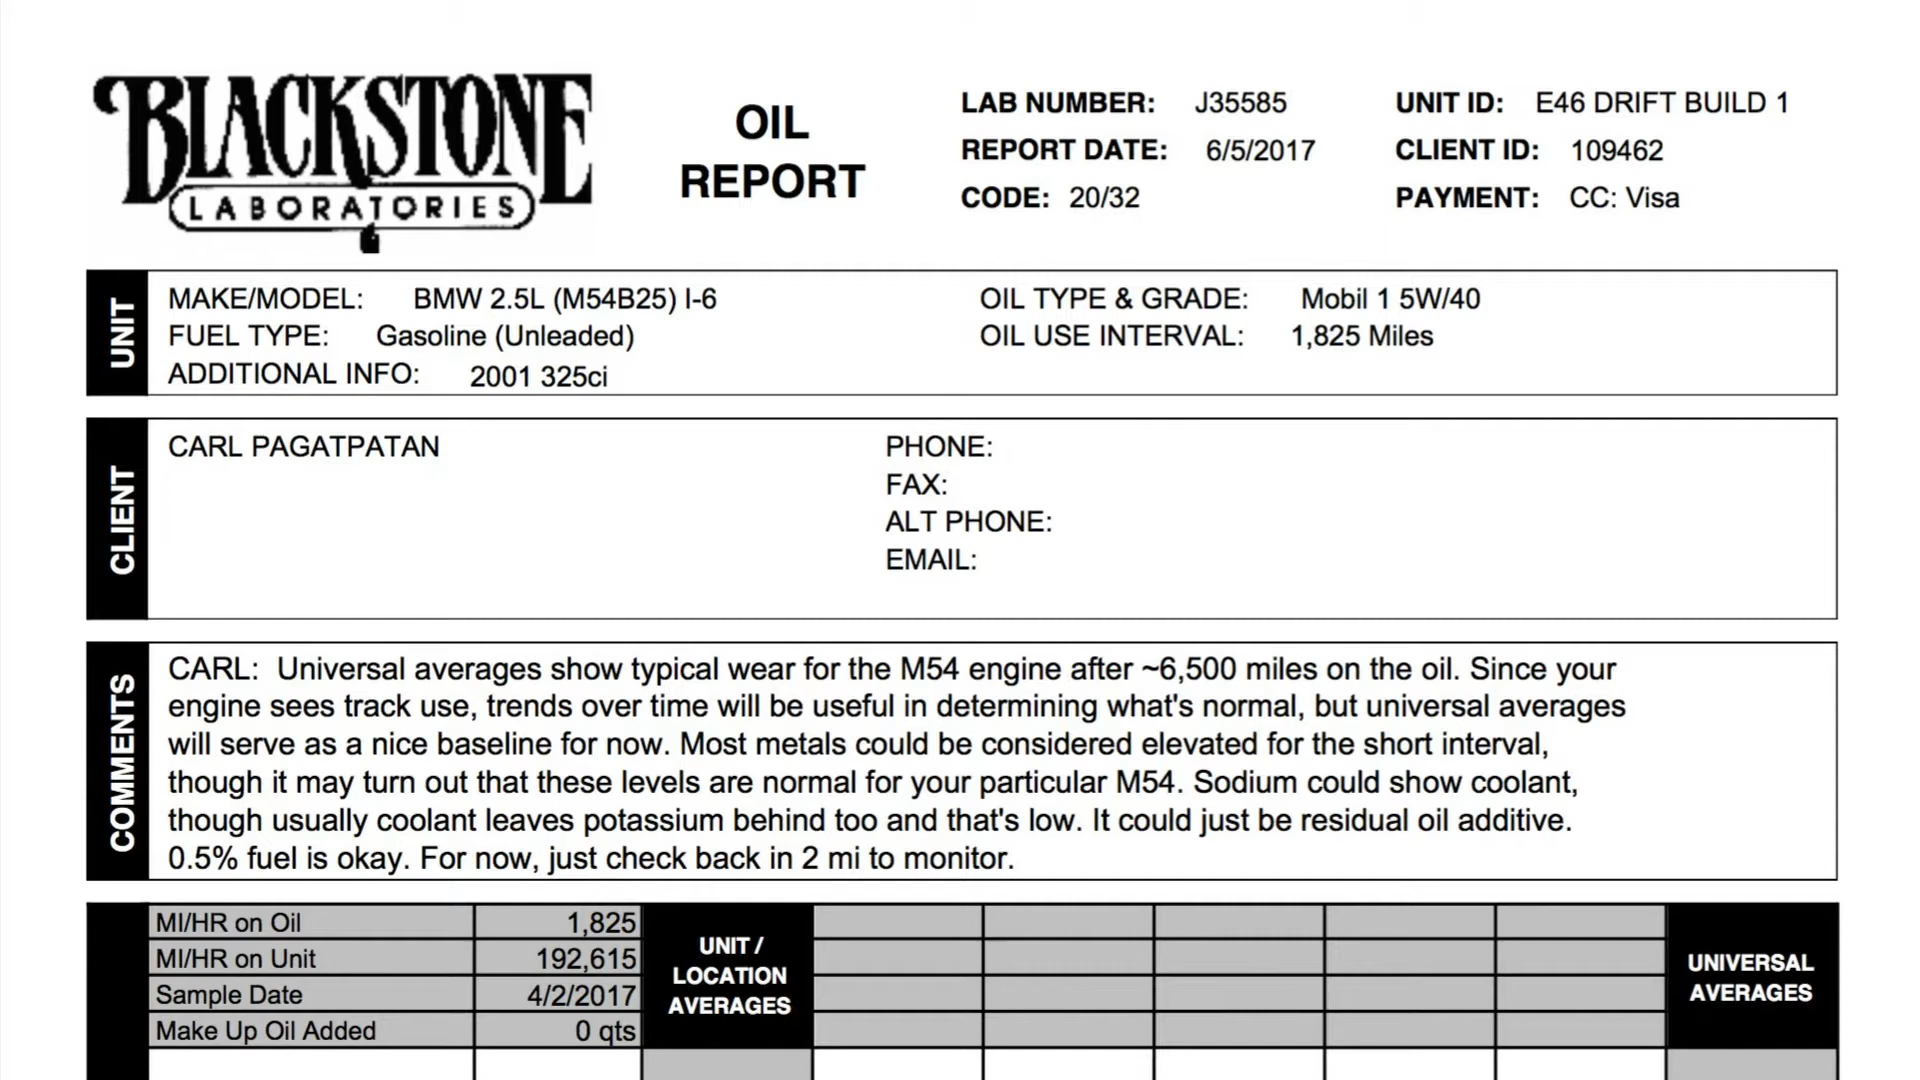 BLACKSTONE
LABORATORIES
OIL
REPORT
LAB NUMBER: J35585
REPORT DATE: 6/5/2017
CODE: 20/32
UNIT ID: E46 DRIFT BUILD 1
CLIENT ID: 109462
PAYMENT: CC: Visa
UNIT
MAKE/MODEL: BMW 2.5L (M54B25) I-6
FUEL TYPE: Gasoline (Unleaded)
ADDITIONAL INFO: 2001 325ci
OIL TYPE & GRADE: Mobil 1 5W/40
OIL USE INTERVAL: 1,825 Miles
CLIENT
CARL PAGATPATAN
PHONE:
FAX:
ALT PHONE:
EMAIL:
COMMENTS
CARL: Universal averages show typical wear for the M54 engine after ~6,500 miles on the oil. Since your
engine sees track use, trends over time will be useful in determining what's normal, but universal averages
will serve as a nice baseline for now. Most metals could be considered elevated for the short interval,
though it may turn out that these levels are normal for your particular M54. Sodium could show coolant,
though usually coolant leaves potassium behind too and that's low. It could just be residual oil additive.
0.5% fuel is okay. For now, just check back in 2 mi to monitor.
MI/HR on Oil 1,825
MI/HR on Unit 192,615
Sample Date 4/2/2017
Make Up Oil Added 0 qts
UNIT /
LOCATION
AVERAGES
UNIVERSAL
AVERAGES